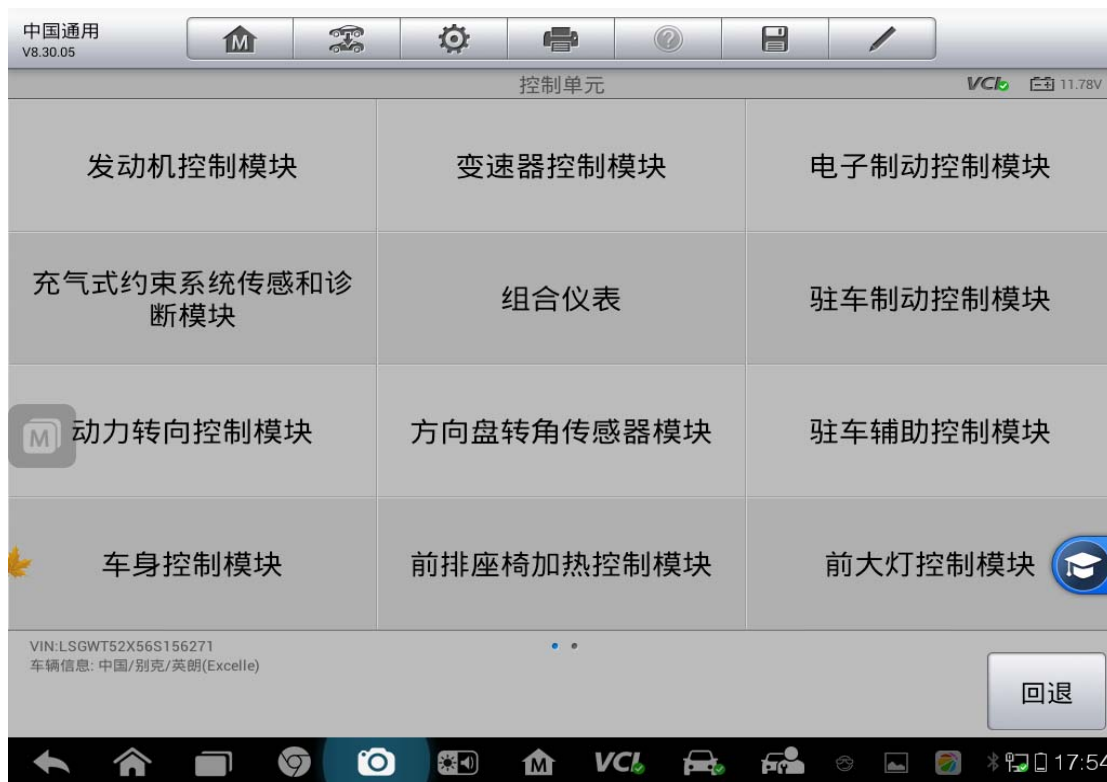 中国通用
V8.30.05
M
控制单元
VCI
11.78V
发动机控制模块
变速器控制模块
电子制动控制模块
充气式约束系统传感和诊
断模块
组合仪表
驻车制动控制模块
M
动力转向控制模块
方向盘转角传感器模块
驻车辅助控制模块
车身控制模块
前排座椅加热控制模块
前大灯控制模块
VIN:LSGWT52X56S156271
车辆信息: 中国/别克/英朗(Excelle)
回退
M
VCI
17:54